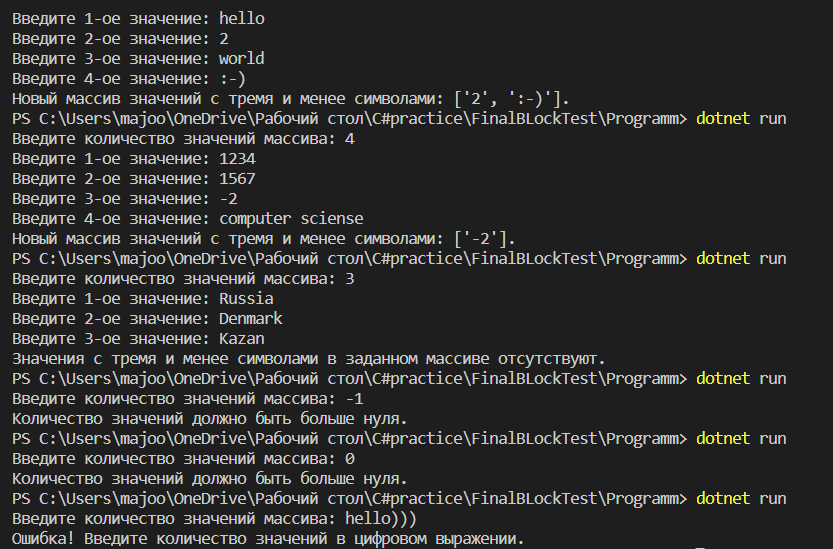 Введите 1-ое значение: hello
Введите 2-ое значение: 2
Введите 3-ое значение: world
Введите 4-ое значение: :-)
Новый массив значений с тремя и менее символами: ['2', ':-)'].
PS C:\Users\majoo\OneDrive\Рабочий стол\C#practice\FinalBLockTest\Programm> dotnet run
Введите количество значений массива: 4
Введите 1-ое значение: 1234
Введите 2-ое значение: 1567
Введите 3-ое значение: -2
Введите 4-ое значение: computer sciense
Новый массив значений с тремя и менее символами: ['-2'].
PS C:\Users\majoo\OneDrive\Рабочий стол\C#practice\FinalBLockTest\Programm> dotnet run
Введите количество значений массива: 3
Введите 1-ое значение: Russia
Введите 2-ое значение: Denmark
Введите 3-ое значение: Kazan
Значения с тремя и менее символами в заданном массиве отсутствуют.
PS C:\Users\majoo\OneDrive\Рабочий стол\C#practice\FinalBLockTest\Programm> dotnet run
Введите количество значений массива: -1
Количество значений должно быть больше нуля.
PS C:\Users\majoo\OneDrive\Рабочий стол\C#practice\FinalBLockTest\Programm> dotnet run
Введите количество значений массива: 0
Количество значений должно быть больше нуля.
PS C:\Users\majoo\OneDrive\Рабочий стол\C#practice\FinalBLockTest\Programm> dotnet run
Введите количество значений массива: hello)))
Ошибка! Введите количество значений в цифровом выражении.